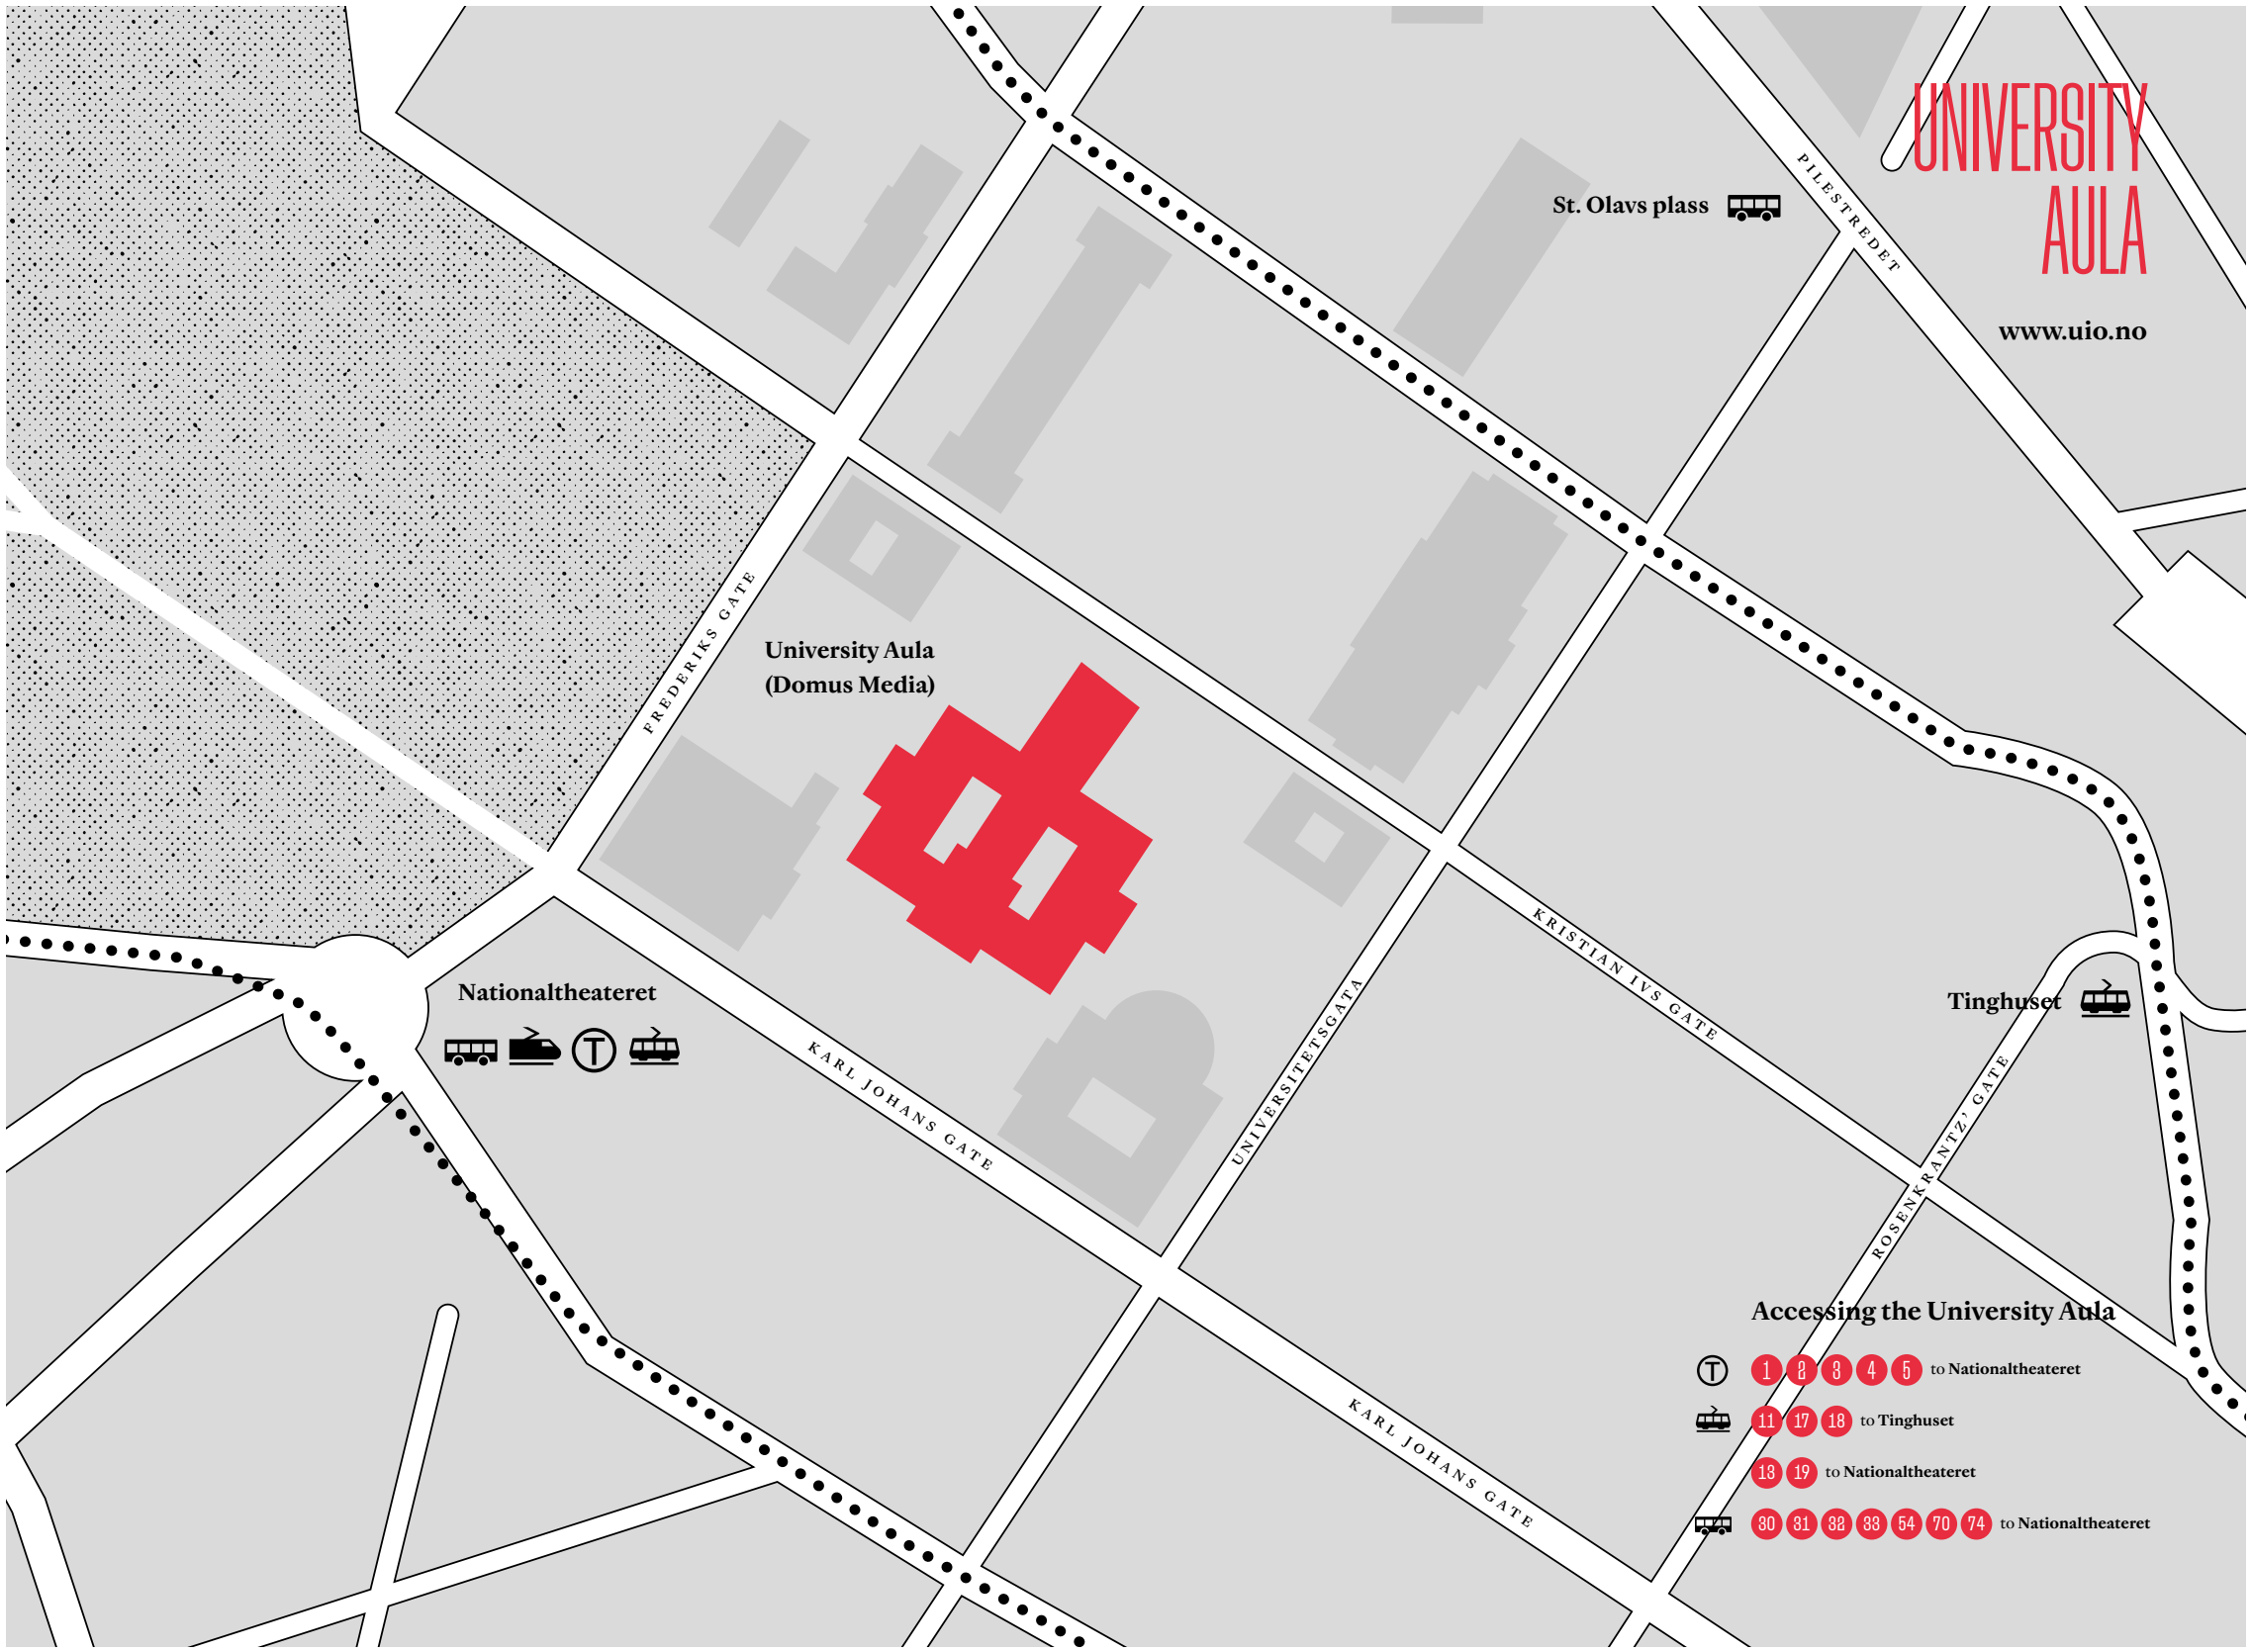 UNIVERSITY
AULA
www.uio.no
PILESTREDET
St. Olavs plass
FREDERIKS GATE
University Aula
(Domus Media)
Nationaltheateret
T
KARL JOHANS GATE
UNIVERSITETSGATA
KRISTIAN IVS GATE
Tinghuset
ROSENKRANTZ' GATE
KARL JOHANS GATE
Accessing the University Aula
T 1 2 3 4 5 to Nationaltheateret
11 17 18 to Tinghuset
13 19 to Nationaltheateret
30 31 32 33 54 70 74 to Nationaltheateret